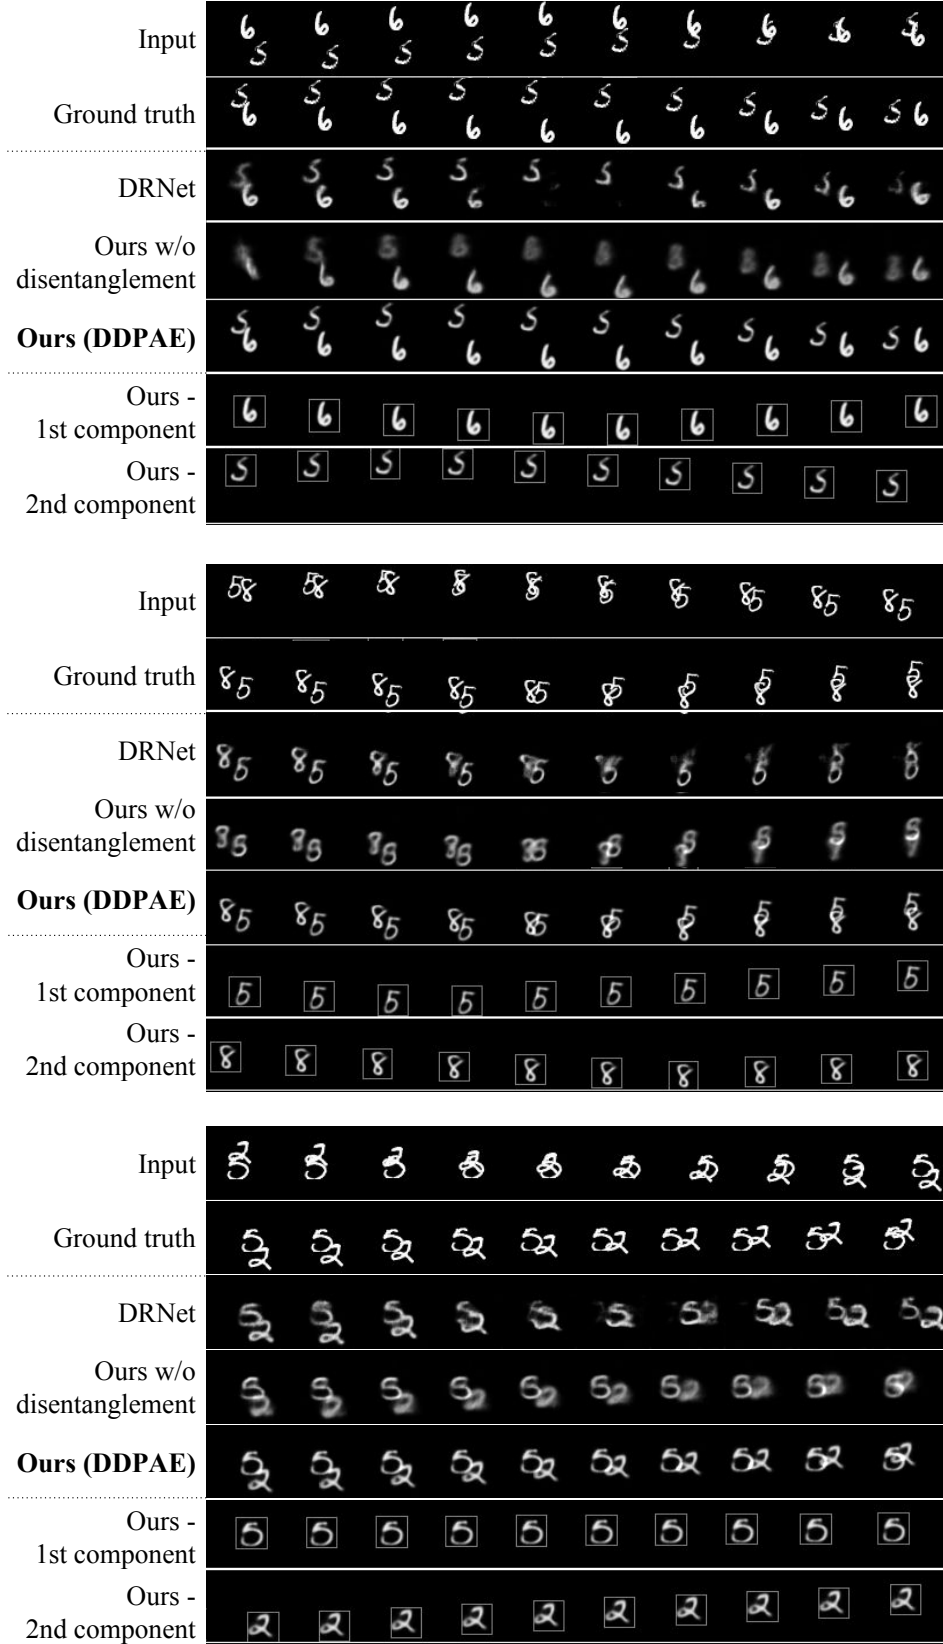 Input
Ground truth
DRNet
Ours w/o
disentanglement
Ours (DDPAE)
Ours -
1st component
Ours -
2nd component
Input
Ground truth
DRNet
Ours w/o
disentanglement
Ours (DDPAE)
Ours -
1st component
Ours -
2nd component
Input
Ground truth
DRNet
Ours w/o
disentanglement
Ours (DDPAE)
Ours -
1st component
Ours -
2nd component